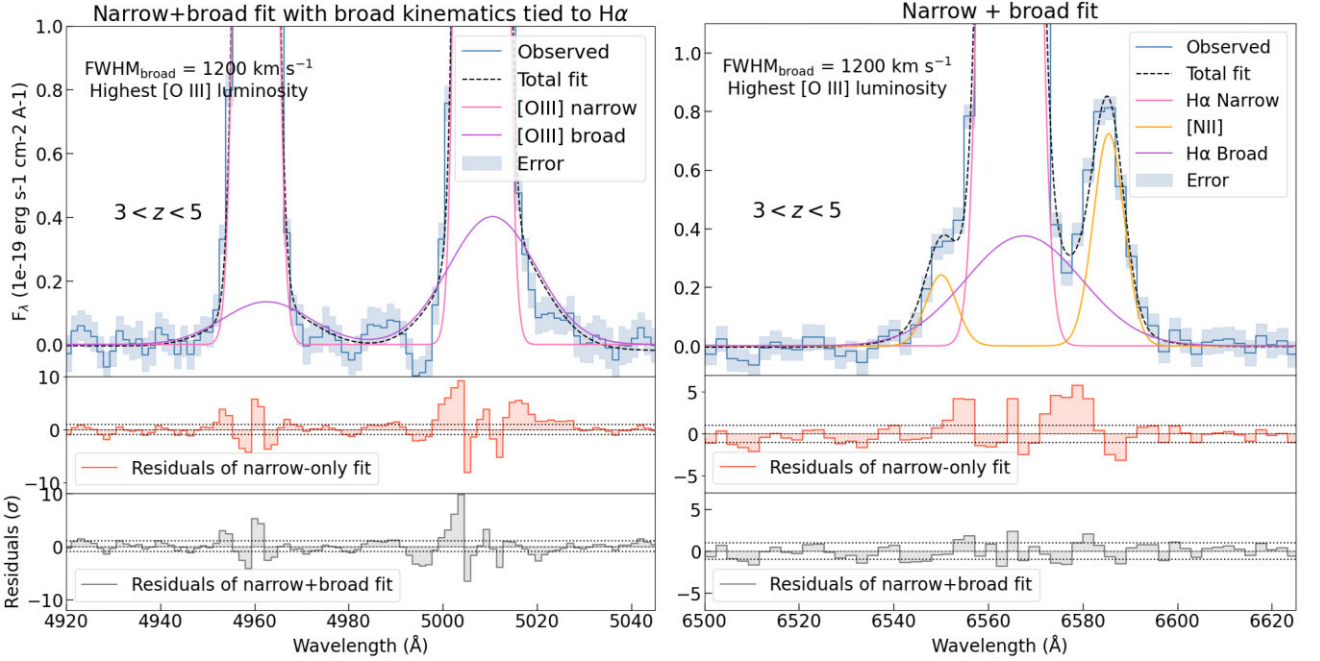 Narrow+broad fit with broad kinematics tied to Hα
FWHM_broad = 1200 km s⁻¹
Highest [O III] luminosity
3 < z < 5
Observed
Total fit
[OIII] narrow
[OIII] broad
Error
F_λ (1e-19 erg s-1 cm-2 A-1)
1.0
0.8
0.6
0.4
0.2
0.0
10
0
−10
Residuals of narrow-only fit
10
0
−10
Residuals of narrow+broad fit
Residuals (σ)
4920
4940
4960
4980
5000
5020
5040
Wavelength (Å)
Narrow + broad fit
FWHM_broad = 1200 km s⁻¹
Highest [O III] luminosity
3 < z < 5
Observed
Total fit
Hα Narrow
[NII]
Hα Broad
Error
1.0
0.8
0.6
0.4
0.2
0.0
5
0
−5
Residuals of narrow-only fit
5
0
−5
Residuals of narrow+broad fit
6500
6520
6540
6560
6580
6600
6620
Wavelength (Å)